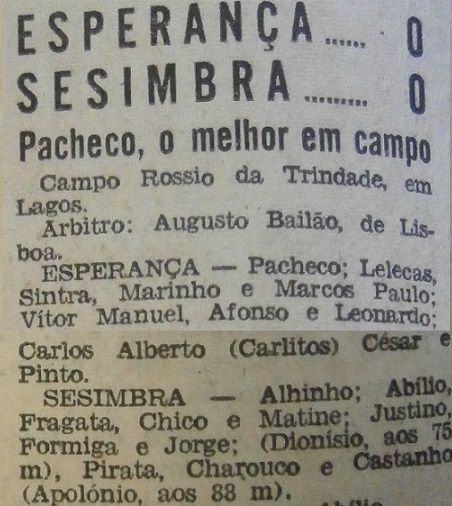 ESPERANÇA ...... 0
SESIMBRA ......... 0
Pacheco, o melhor em campo
Campo Rossio da Trindade, em
Lagos.
Arbitro: Augusto Bailão, de Lis-
boa.
ESPERANÇA — Pacheco; Lelecas,
Sintra, Marinho e Marcos Paulo;
Vítor Manuel, Afonso e Leonardo;
Carlos Alberto (Carlitos) César e
Pinto.
SESIMBRA — Alhinho; Abílio,
Fragata, Chico e Matine; Justino,
Formiga e Jorge; (Dionísio, aos 75
m), Pirata, Charouco e Castanho
(Apolónio, aos 88 m).